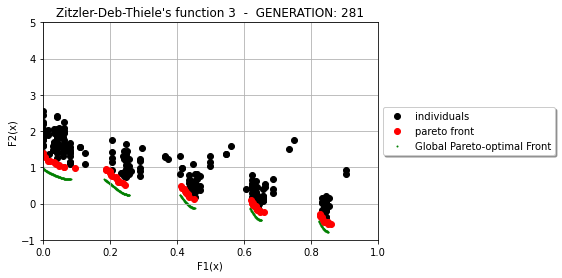 Zitzler-Deb-Thiele's function 3 - GENERATION: 281
5
4
3
2
1
0
−1
F2(x)
0.0 0.2 0.4 0.6 0.8 1.0
F1(x)
individuals
pareto front
Global Pareto-optimal Front